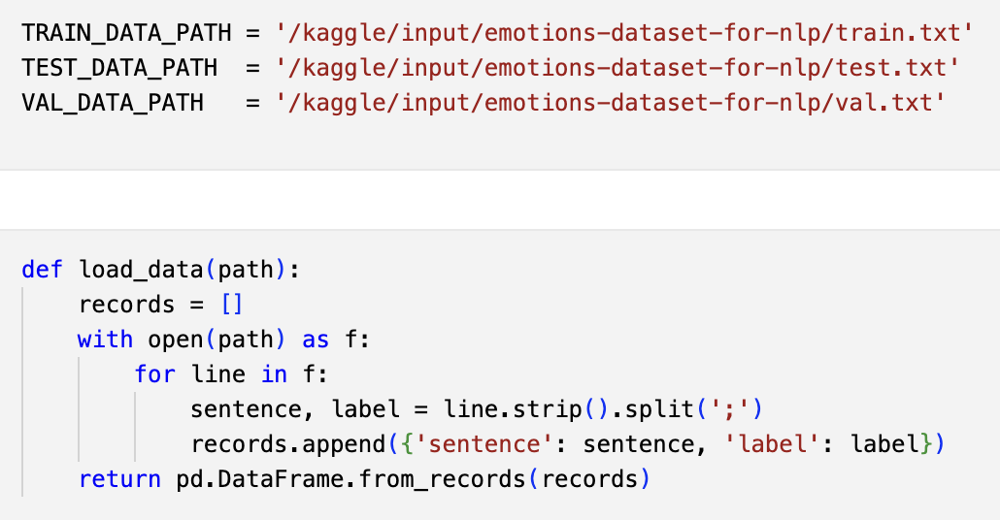 TRAIN_DATA_PATH = '/kaggle/input/emotions-dataset-for-nlp/train.txt'
TEST_DATA_PATH  = '/kaggle/input/emotions-dataset-for-nlp/test.txt'
VAL_DATA_PATH   = '/kaggle/input/emotions-dataset-for-nlp/val.txt'
def load_data(path):
    records = []
    with open(path) as f:
        for line in f:
            sentence, label = line.strip().split(';')
            records.append({'sentence': sentence, 'label': label})
    return pd.DataFrame.from_records(records)